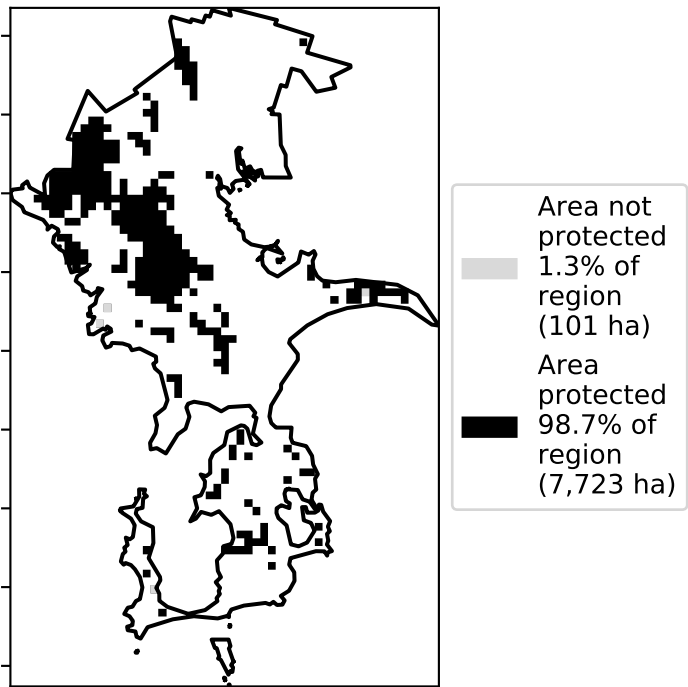 Area not
protected
1.3% of
region
(101 ha)
Area
protected
98.7% of
region
(7,723 ha)